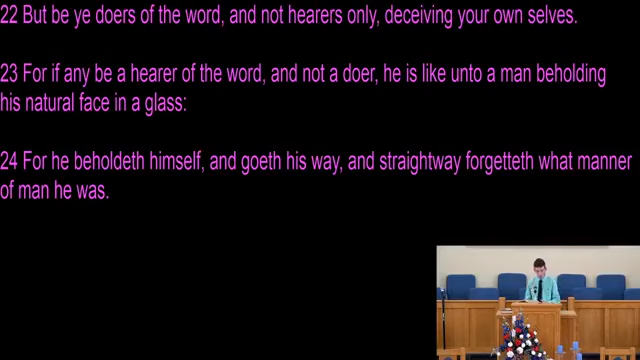 22 But be ye doers of the word, and not hearers only, deceiving your own selves.
23 For if any be a hearer of the word, and not a doer, he is like unto a man beholding
his natural face in a glass:
24 For he beholdeth himself, and goeth his way, and straightway forgetteth what manner
of man he was.